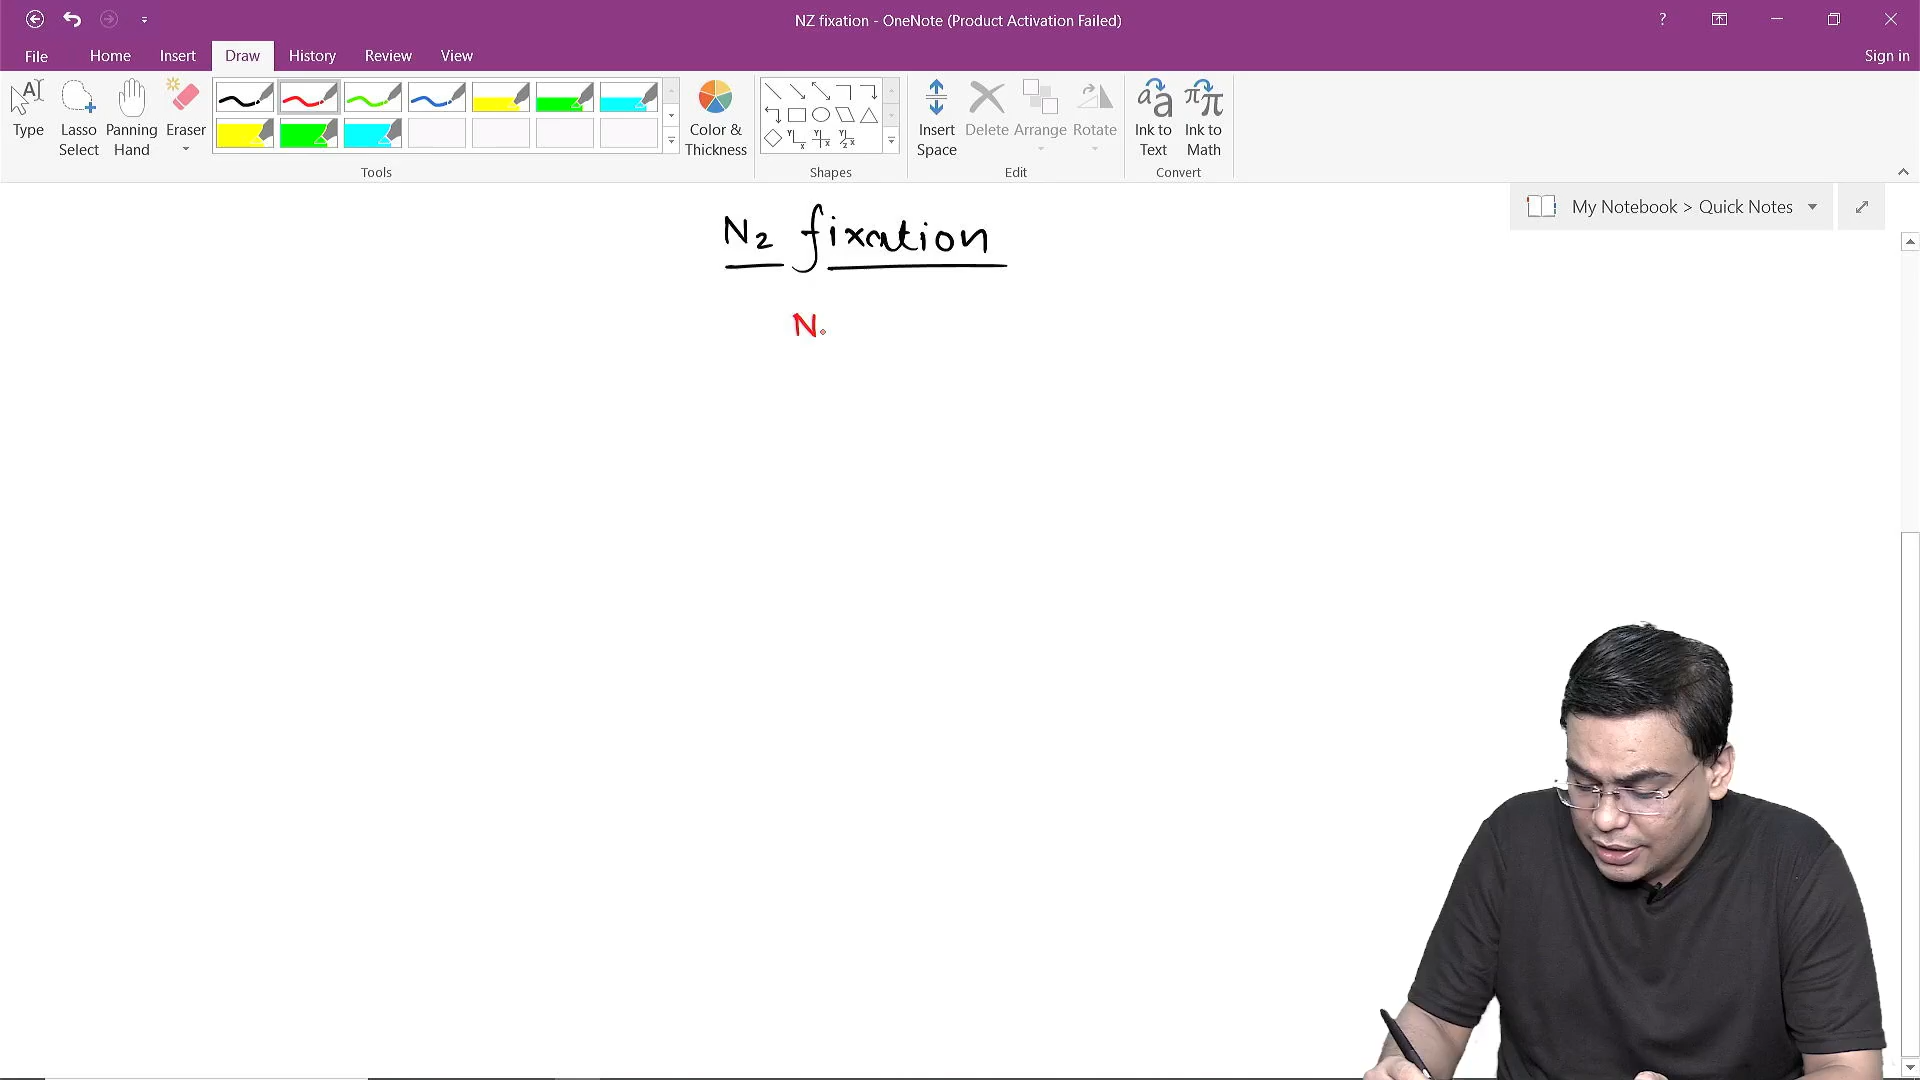 NZ fixation - OneNote (Product Activation Failed)
?
File Home Insert Draw History Review View
Sign in
Type
Lasso Select
Panning Hand
Eraser
Color & Thickness
Insert Space
Delete
Arrange
Rotate
Ink to Text
Ink to Math
Tools
Shapes
Edit
Convert
My Notebook > Quick Notes
N2 fixation
N.